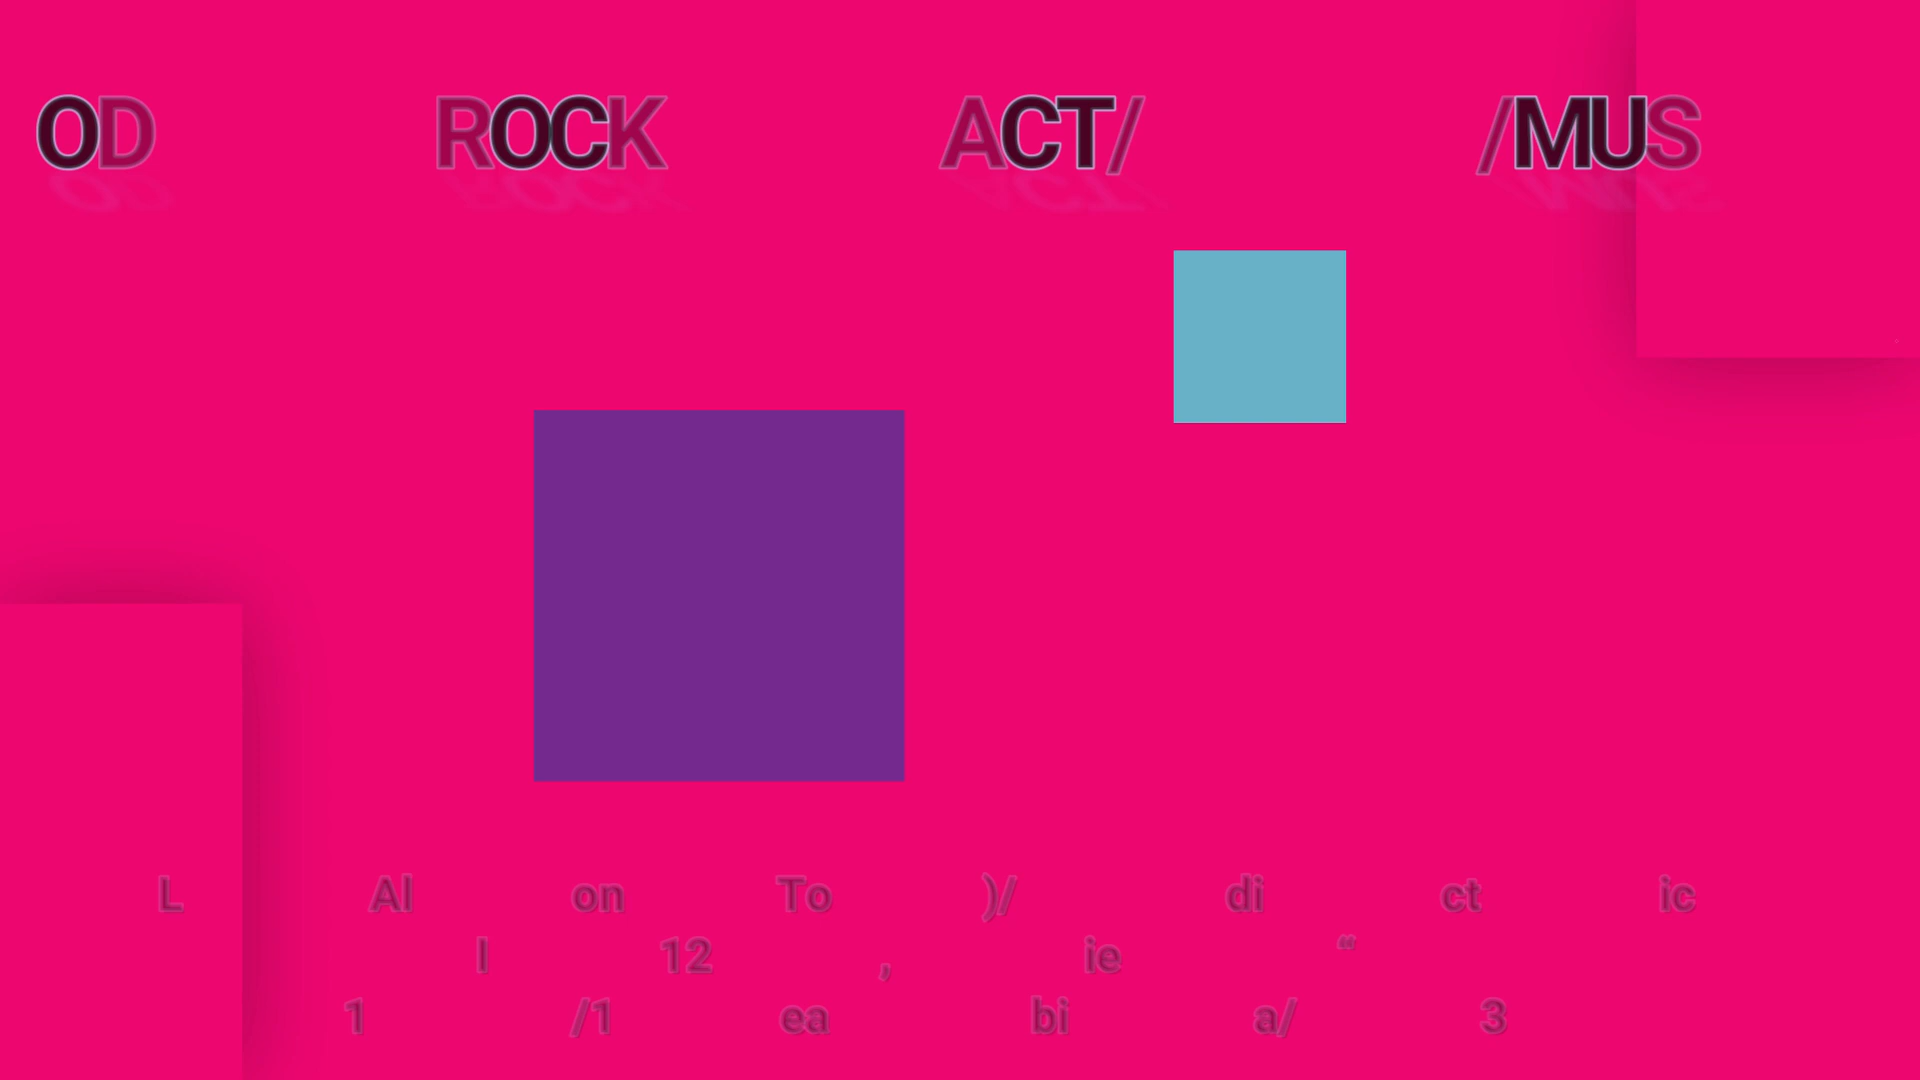 OD ROCK ACT/ /MUS
L Al on To )/ di ct ic
l 12 , ie “
1 /1 ea bi a/ 3